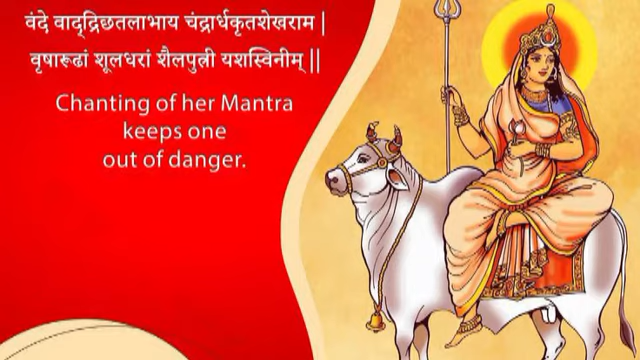 वंदे वाद्द्रिछतलाभाय चंद्रार्धकृतशेखराम |
वृषारूढां शूलधरां शैलपुत्री यशस्विनीम् ||
Chanting of her Mantra
keeps one
out of danger.